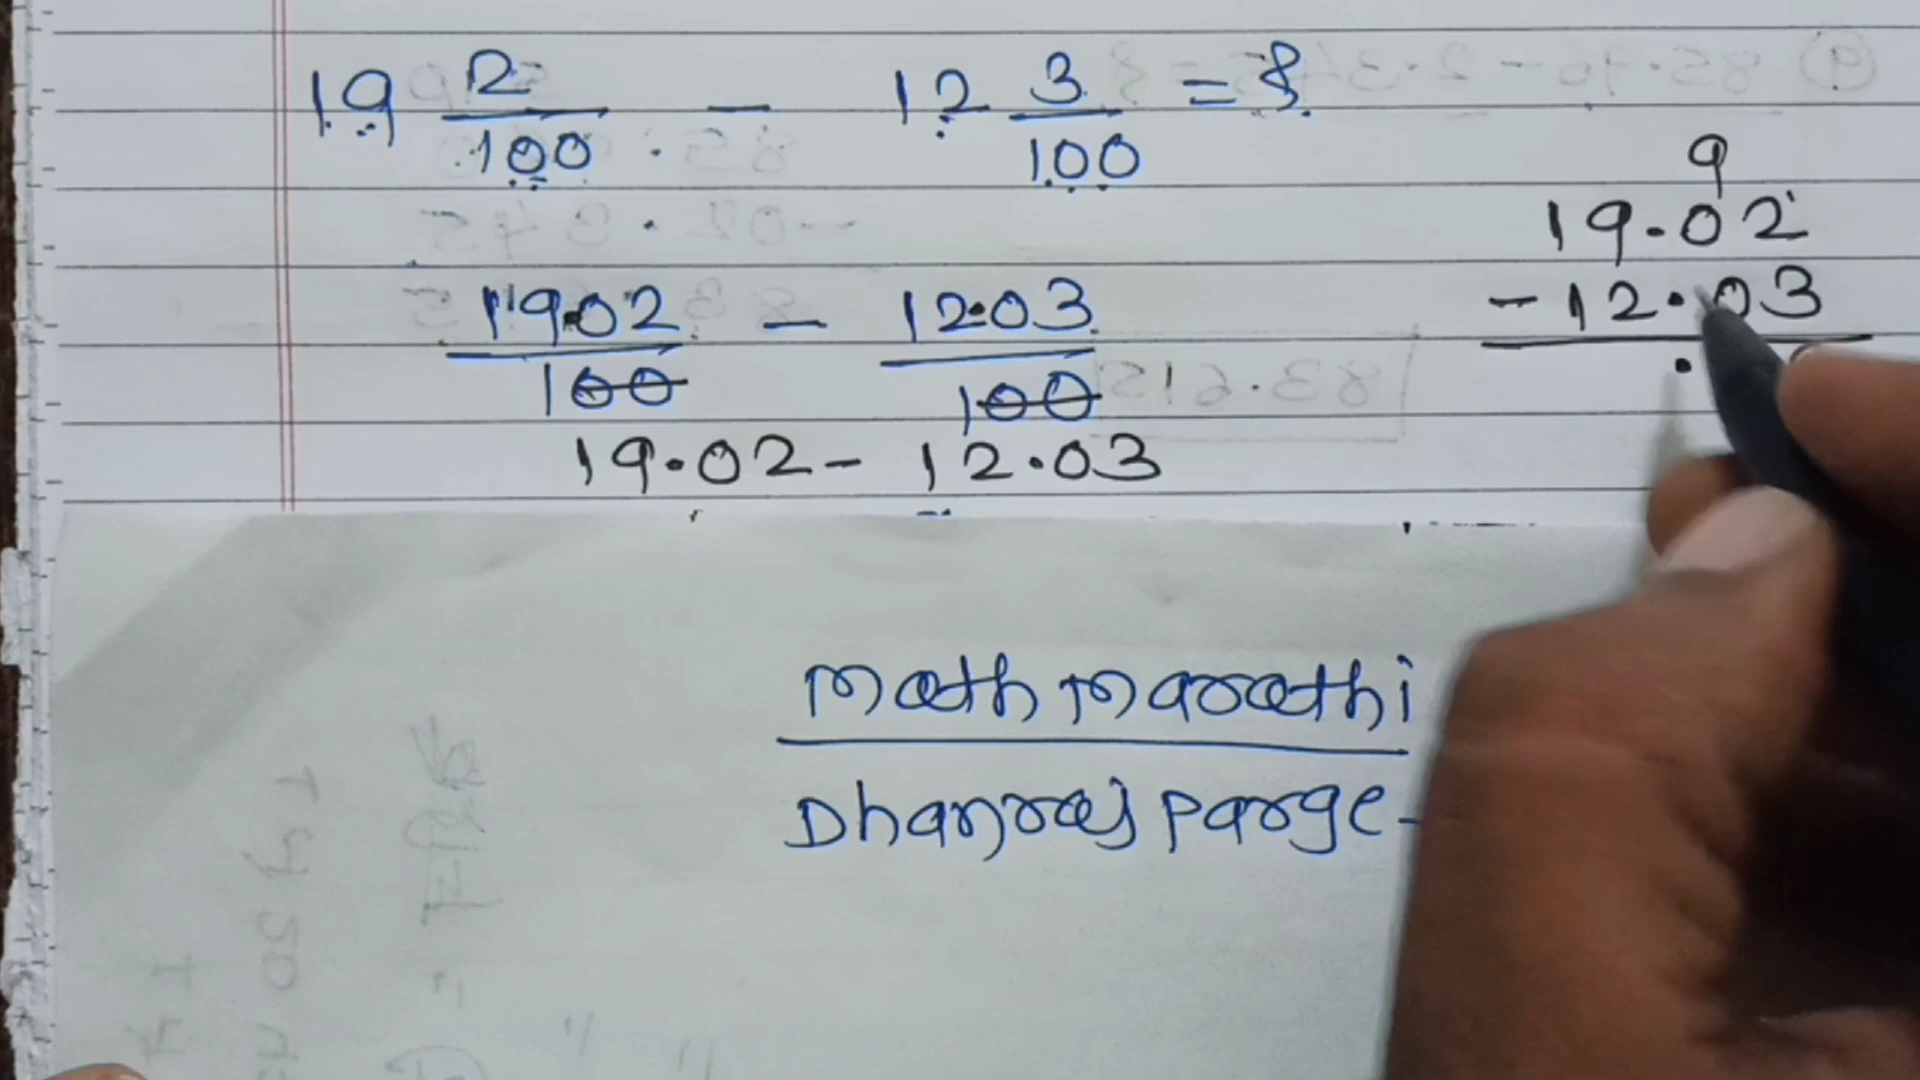 19 2/100 - 12 3/100 = ?
1902/100 - 1203/100
19.02 - 12.03
9
19.02
- 12.03
.
Math Marathi
Dhanraj Parge -